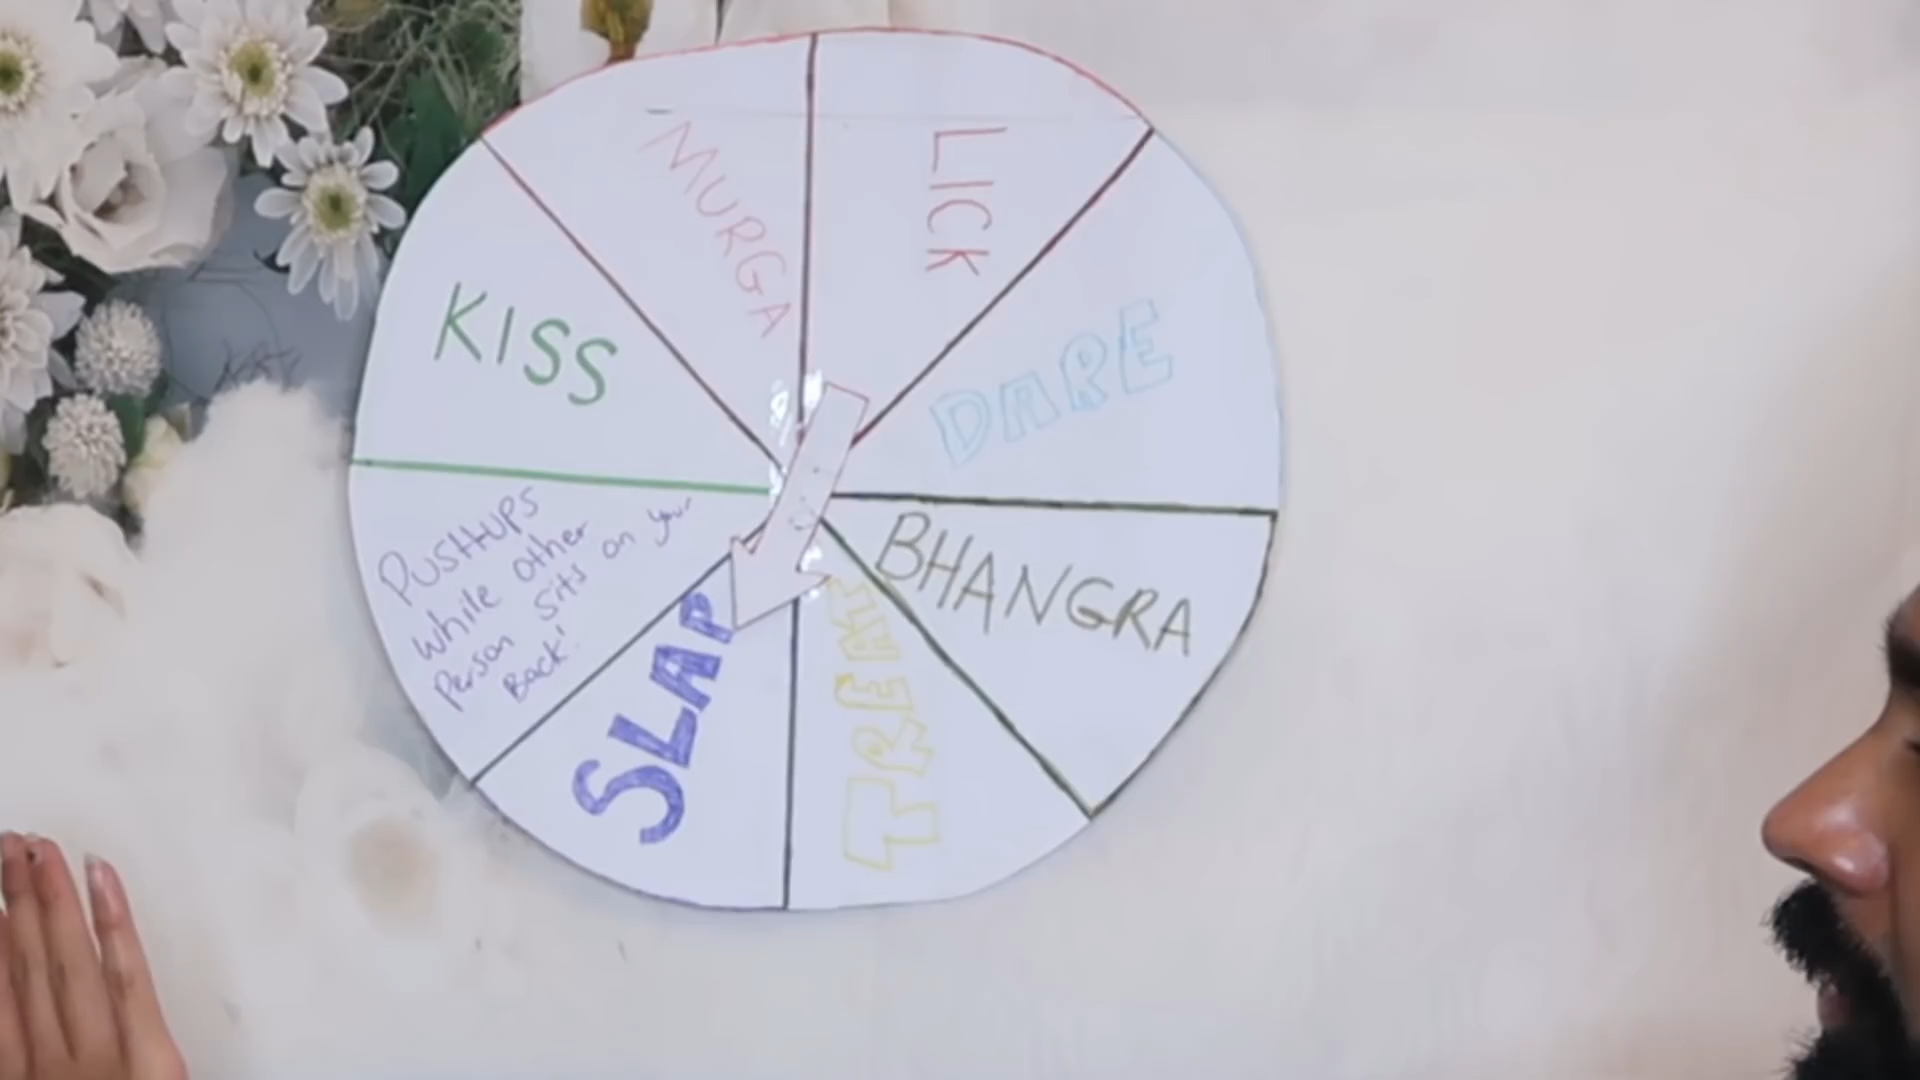 MURGA
LICK
KISS
DARE
PUSHUPS
while other
Person sits on your
Back!
BHANGRA
SLAP
TREAT